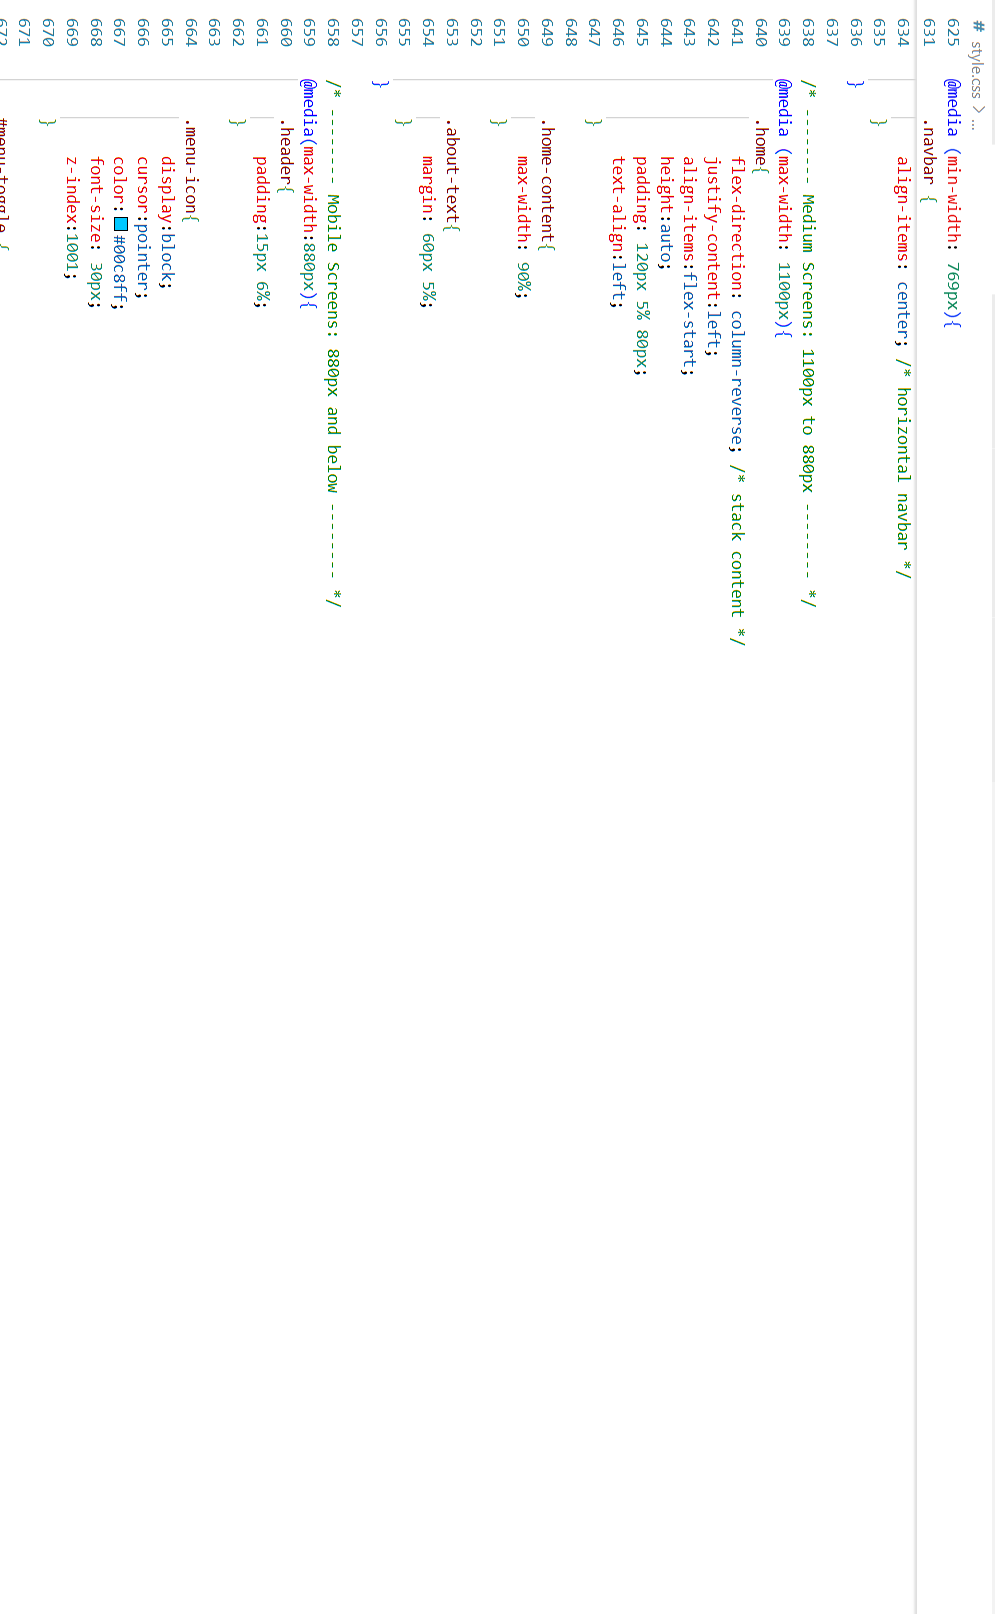 # style.css > ...
625 @media (min-width: 769px){
631 .navbar {
634 align-items: center; /* horizontal navbar */
635 }
636 }
637
638 /* -------- Medium Screens: 1100px to 880px -------- */
639 @media (max-width: 1100px){
640 .home{
641 flex-direction: column-reverse; /* stack content */
642 justify-content:left;
643 align-items:flex-start;
644 height:auto;
645 padding: 120px 5% 80px;
646 text-align:left;
647 }
648
649 .home-content{
650 max-width: 90%;
651 }
652
653 .about-text{
654 margin: 60px 5%;
655 }
656 }
657
658 /* -------- Mobile Screens: 880px and below -------- */
659 @media(max-width:880px){
660 .header{
661 padding:15px 6%;
662 }
663
664 .menu-icon{
665 display:block;
666 cursor:pointer;
667 color: #00c8ff;
668 font-size: 30px;
669 z-index:1001;
670 }
671
672 #menu-toggle {